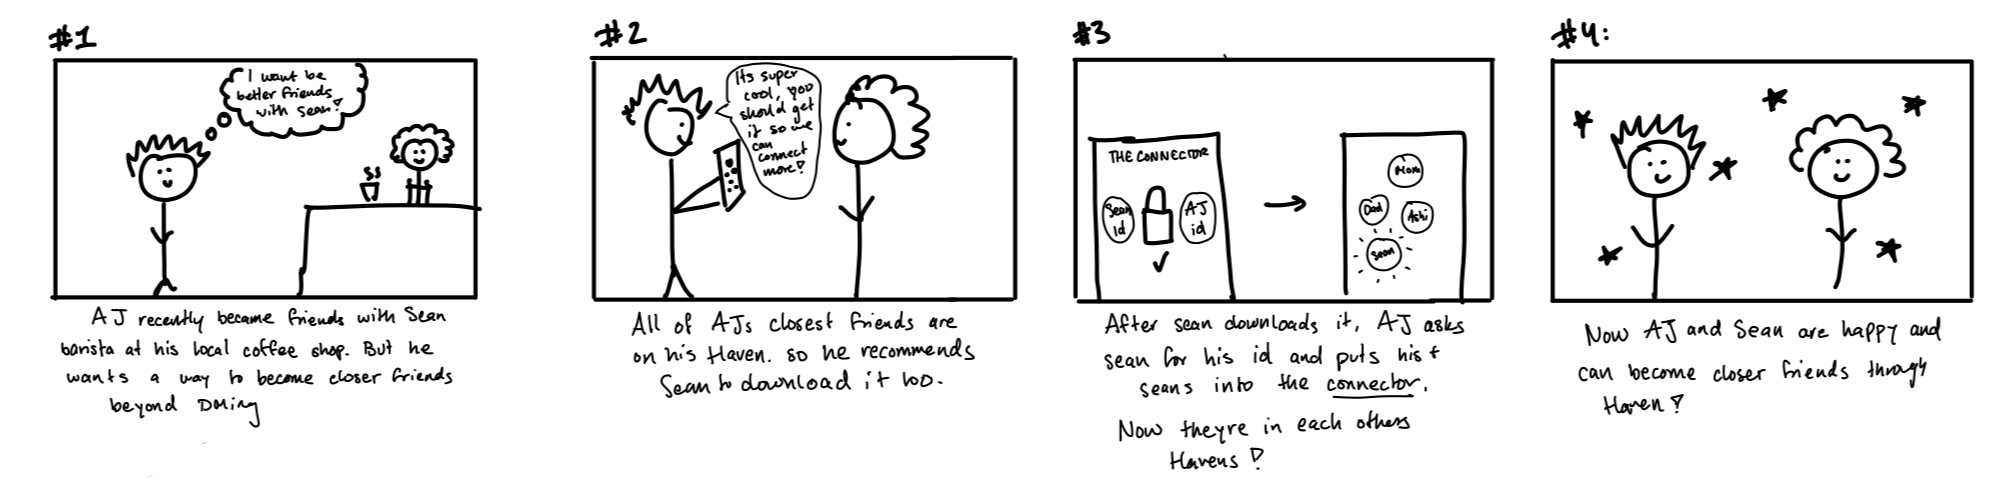 #1
I want be
better friends
with Sean!
AJ recently became friends with Sean
barista at his local coffee shop. But he
wants a way to become closer friends
beyond DMing
#2
Its super
cool, you
should get
it so we
can
connect
more!
All of AJs closest friends are
on his Haven. so he recommends
Sean to download it too.
#3
THE CONNECTOR
Sean
id
AJ
id
Mom
Dad
Ashi
Sean
After sean downloads it, AJ asks
sean for his id and puts his +
seans into the connector.
Now theyre in each others
Havens!
#4:
Now AJ and Sean are happy and
can become closer friends through
Haven!